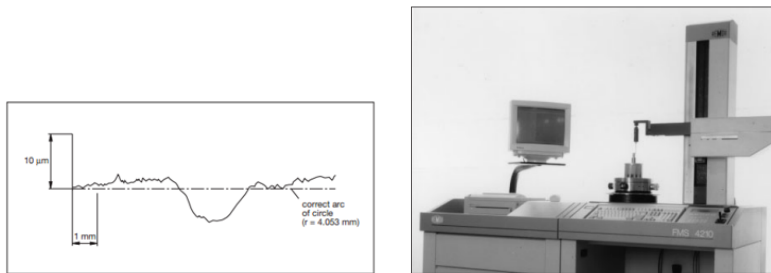 10 µm
1 mm
correct arc
of circle
(r = 4.053 mm)
FMS 4210